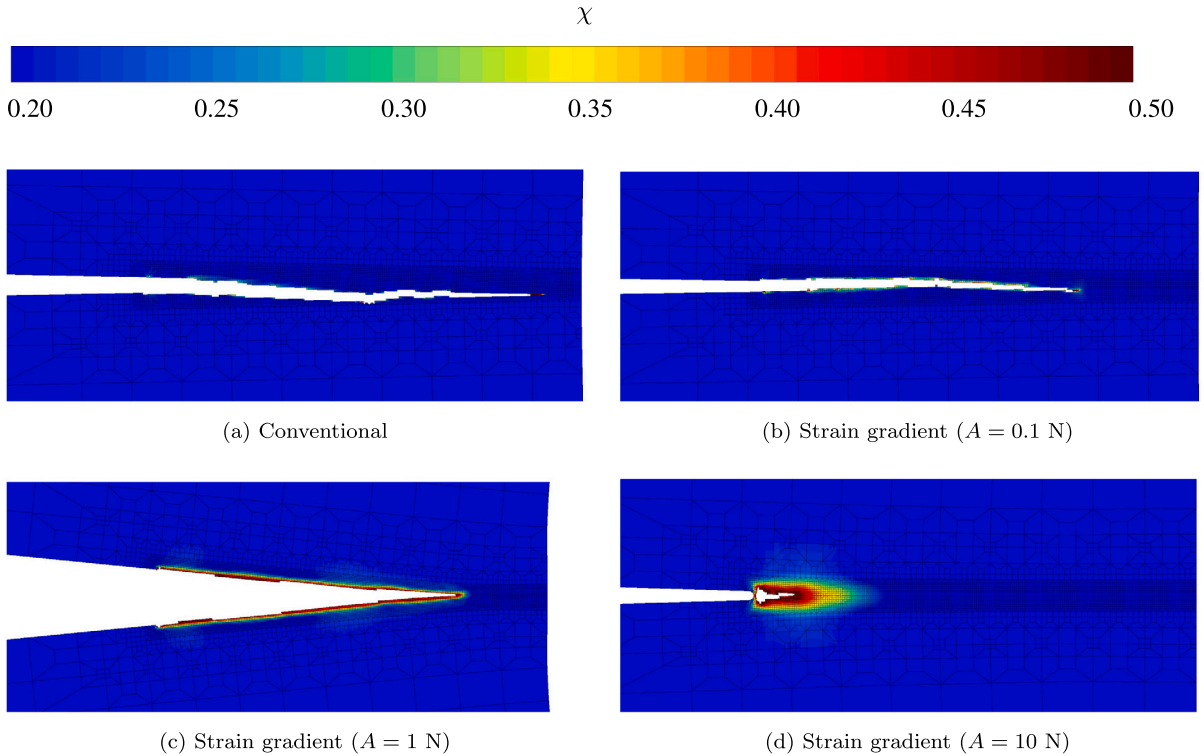 χ
0.20 0.25 0.30 0.35 0.40 0.45 0.50
(a) Conventional
(b) Strain gradient (A = 0.1 N)
(c) Strain gradient (A = 1 N)
(d) Strain gradient (A = 10 N)